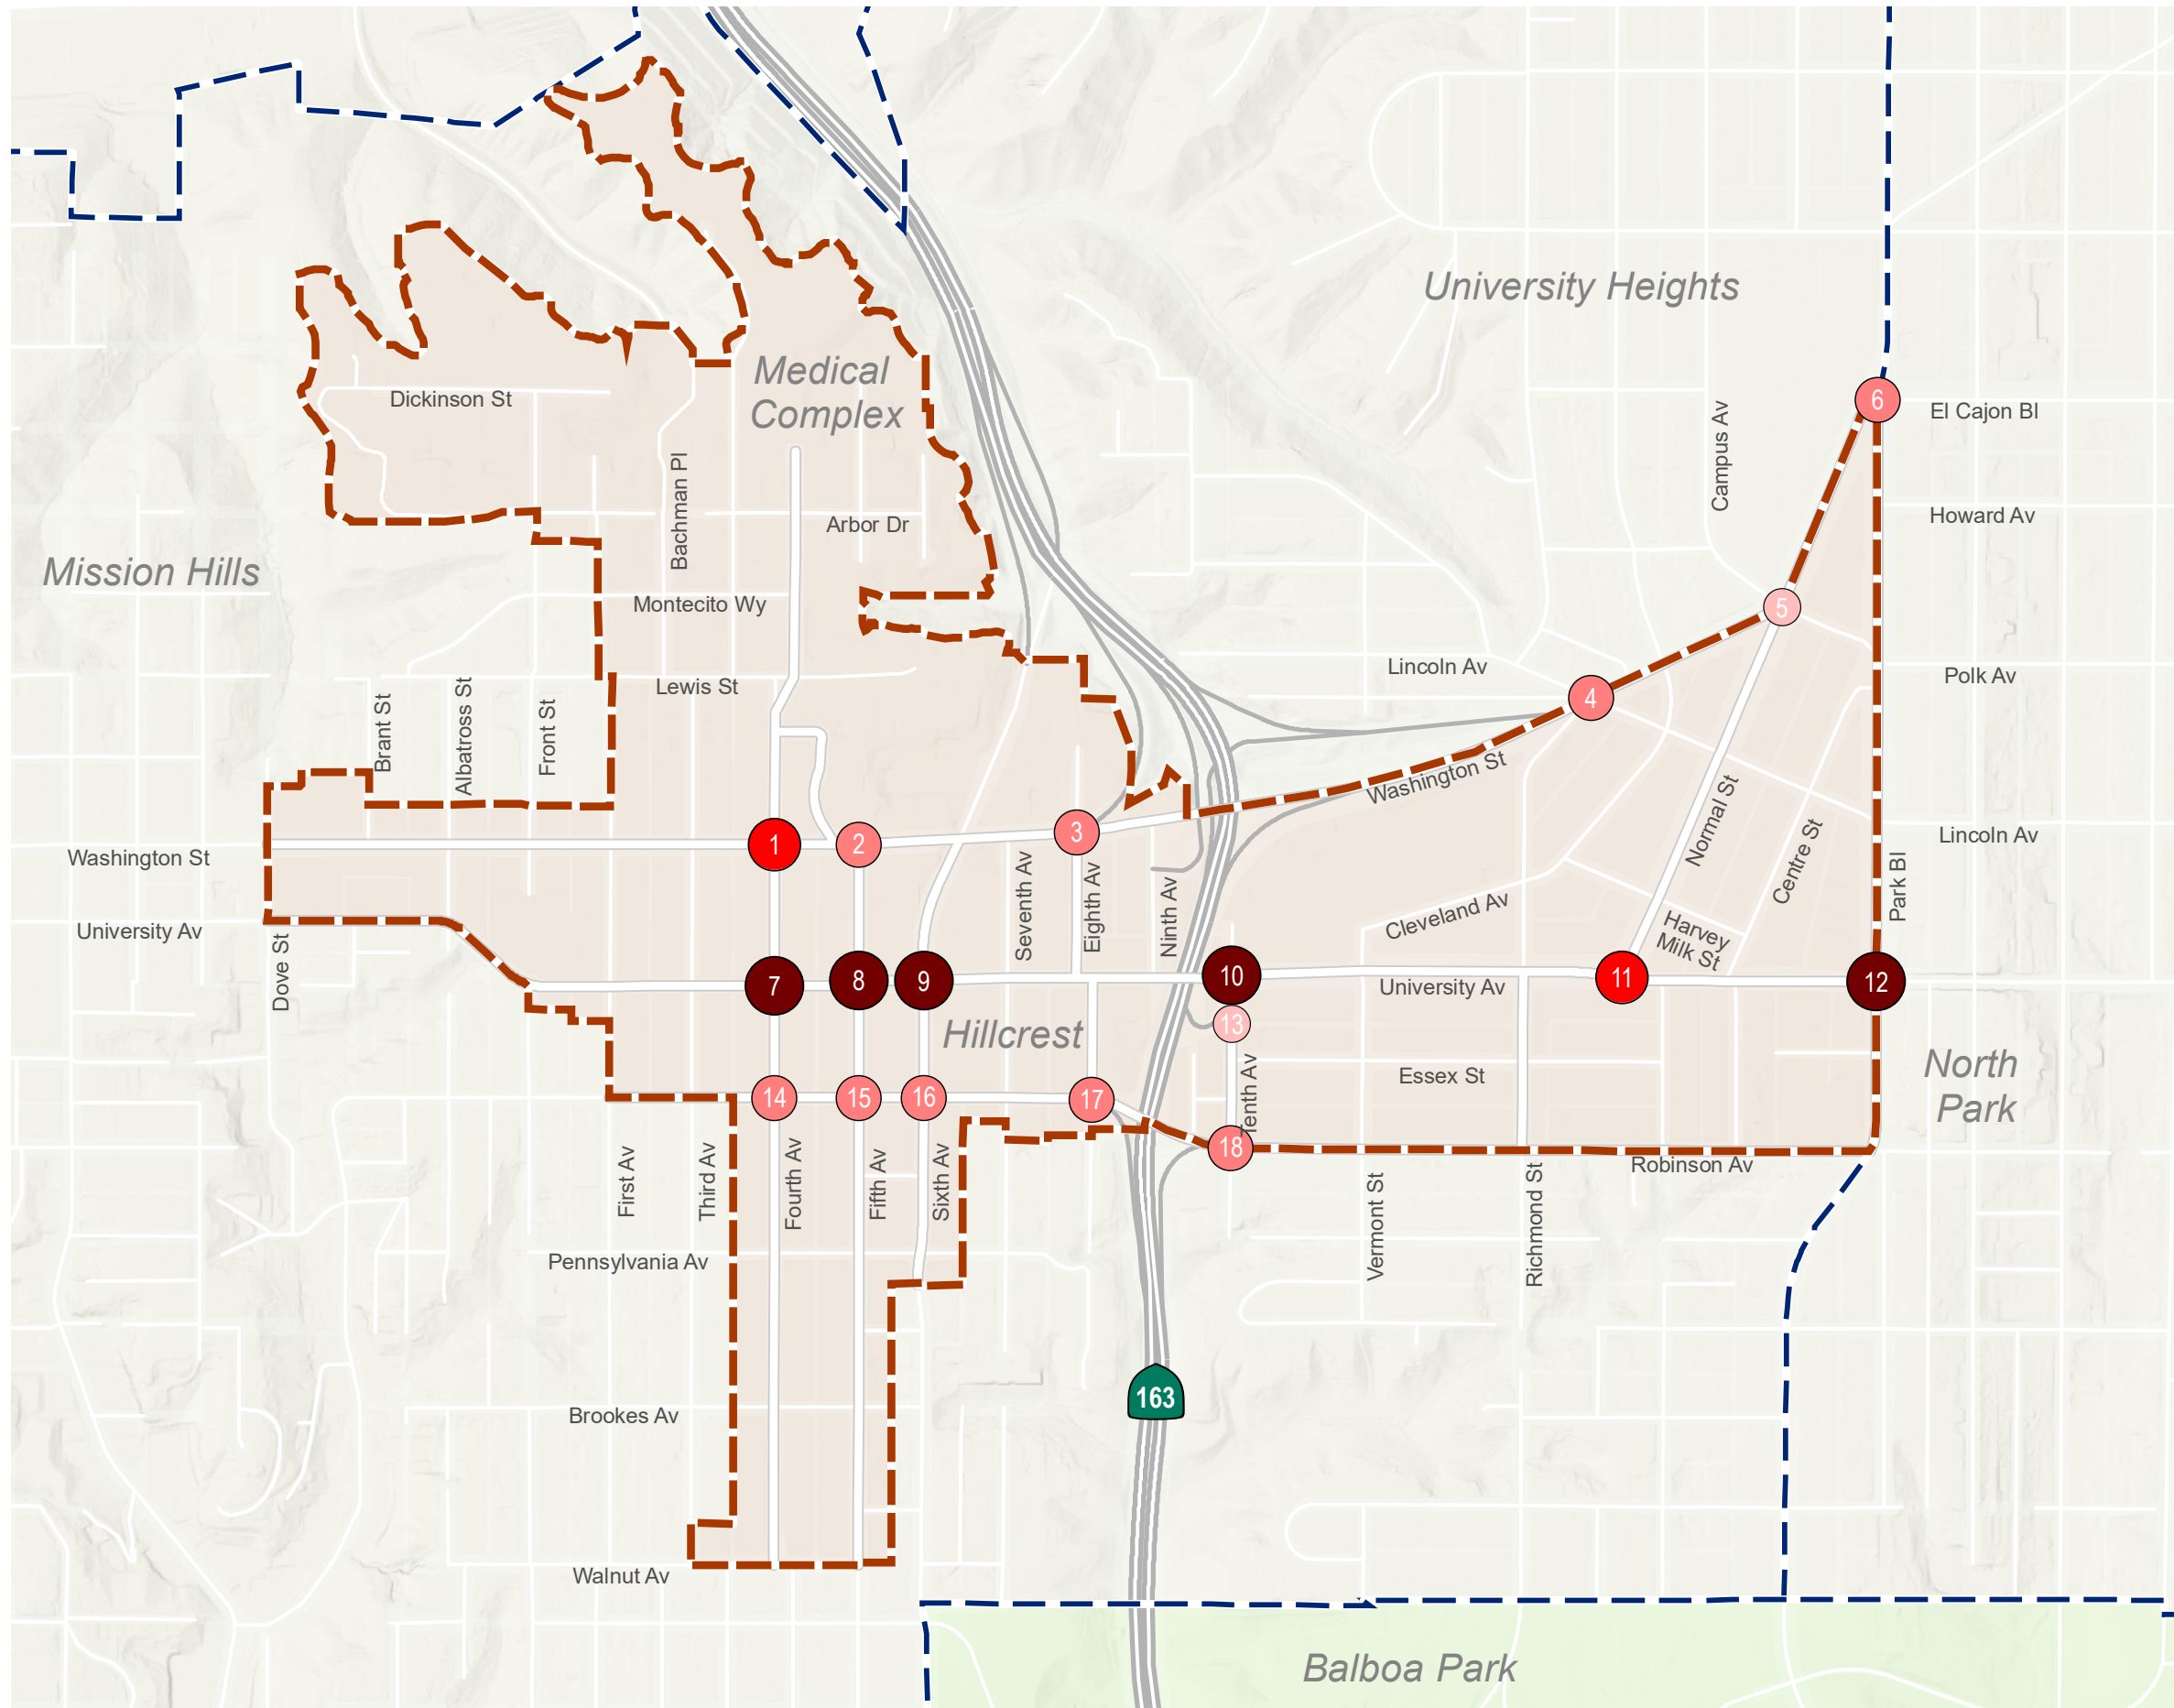 University Heights
Medical
Complex
Dickinson St
6
El Cajon Bl
Campus Av
Bachman Pl
Arbor Dr
Howard Av
Mission Hills
Montecito Wy
5
Lincoln Av
Polk Av
Lewis St
4
Brant St
Albatross St
Front St
Washington St
Normal St
Centre St
1
2
3
Lincoln Av
Washington St
Seventh Av
Eighth Av
Ninth Av
Park Bl
Cleveland Av
Harvey
Milk St
University Av
Dove St
7
8
9
10
11
12
University Av
13
Hillcrest
Essex St
Tenth Av
North
Park
14
15
16
17
18
Robinson Av
First Av
Third Av
Fourth Av
Fifth Av
Sixth Av
Vermont St
Richmond St
Pennsylvania Av
163
Brookes Av
Walnut Av
Balboa Park